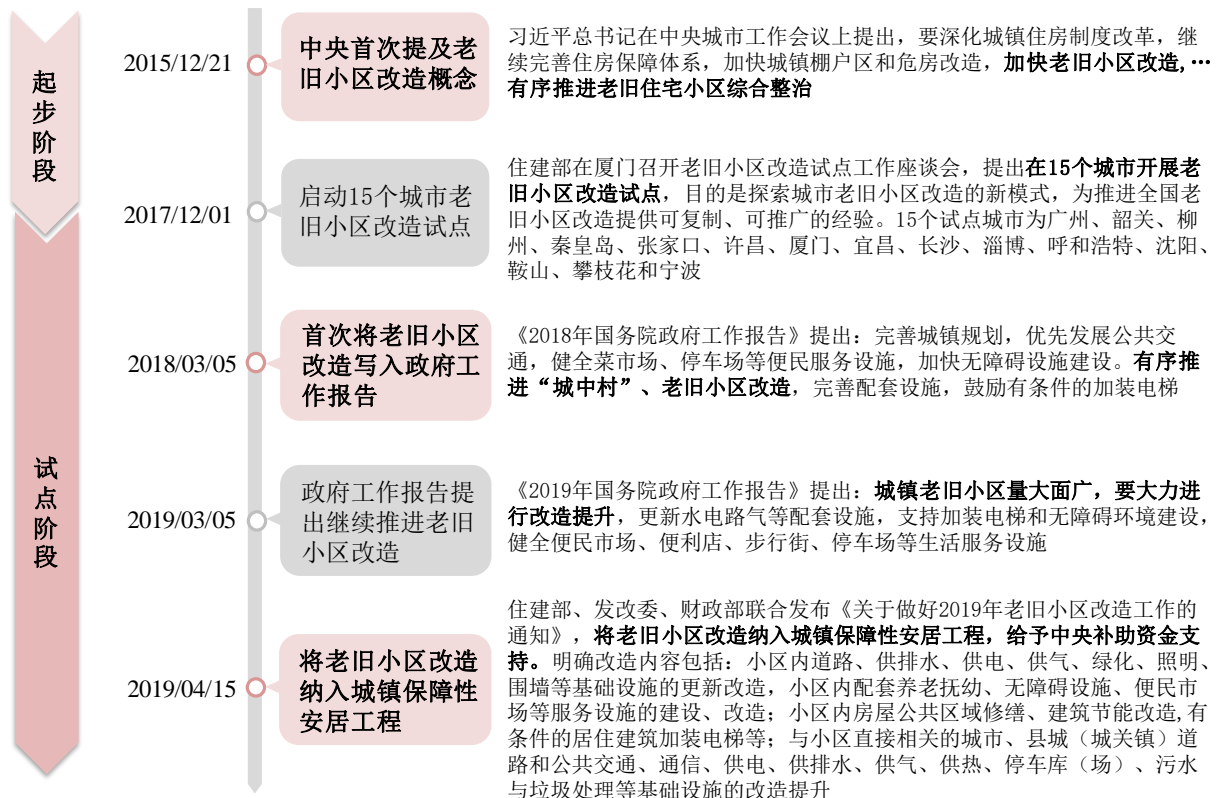 起步阶段
2015/12/21
中央首次提及老
旧小区改造概念
习近平总书记在中央城市工作会议上提出，要深化城镇住房制度改革，继
续完善住房保障体系，加快城镇棚户区和危房改造，加快老旧小区改造,…
有序推进老旧住宅小区综合整治
2017/12/01
启动15个城市老
旧小区改造试点
住建部在厦门召开老旧小区改造试点工作座谈会，提出在15个城市开展老
旧小区改造试点，目的是探索城市老旧小区改造的新模式，为推进全国老
旧小区改造提供可复制、可推广的经验。15个试点城市为广州、韶关、柳
州、秦皇岛、张家口、许昌、厦门、宜昌、长沙、淄博、呼和浩特、沈阳、
鞍山、攀枝花和宁波
试点阶段
2018/03/05
首次将老旧小区
改造写入政府工
作报告
《2018年国务院政府工作报告》提出：完善城镇规划，优先发展公共交
通，健全菜市场、停车场等便民服务设施，加快无障碍设施建设。有序推
进“城中村”、老旧小区改造，完善配套设施，鼓励有条件的加装电梯
2019/03/05
政府工作报告提
出继续推进老旧
小区改造
《2019年国务院政府工作报告》提出：城镇老旧小区量大面广，要大力进
行改造提升，更新水电路气等配套设施，支持加装电梯和无障碍环境建设，
健全便民市场、便利店、步行街、停车场等生活服务设施
2019/04/15
将老旧小区改造
纳入城镇保障性
安居工程
住建部、发改委、财政部联合发布《关于做好2019年老旧小区改造工作的
通知》，将老旧小区改造纳入城镇保障性安居工程，给予中央补助资金支
持。明确改造内容包括：小区内道路、供排水、供电、供气、绿化、照明、
围墙等基础设施的更新改造，小区内配套养老抚幼、无障碍设施、便民市
场等服务设施的建设、改造；小区内房屋公共区域修缮、建筑节能改造,有
条件的居住建筑加装电梯等；与小区直接相关的城市、县城（城关镇）道
路和公共交通、通信、供电、供排水、供气、供热、停车库（场）、污水
与垃圾处理等基础设施的改造提升